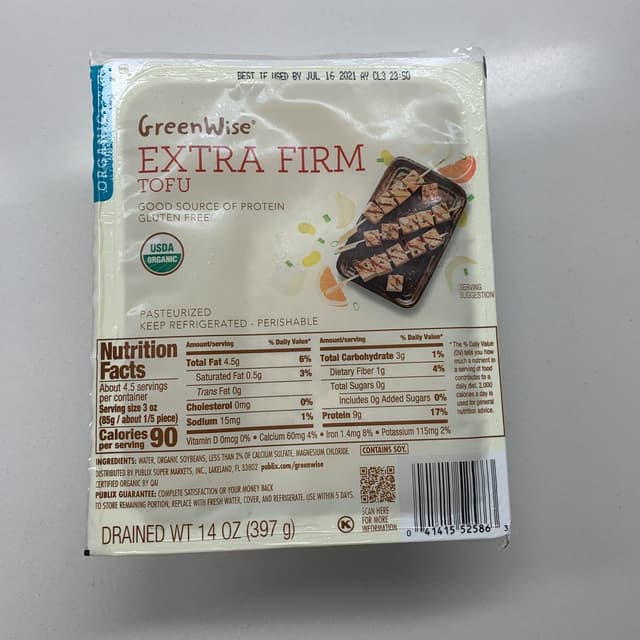 BEST IF USED BY JUL 16 2021 AY CL3 23:50
ORGANIC
GreenWise®
EXTRA FIRM
TOFU
GOOD SOURCE OF PROTEIN
GLUTEN FREE
USDA
ORGANIC
SERVING
SUGGESTION
PASTEURIZED
KEEP REFRIGERATED - PERISHABLE
Nutrition
Facts
About 4.5 servings
per container
Serving size 3 oz
(85g / about 1/5 piece)
Calories 90
per serving
Amount/serving % Daily Value*
Total Fat 4.5g 6%
Saturated Fat 0.5g 3%
Trans Fat 0g
Cholesterol 0mg 0%
Sodium 15mg 1%
Amount/serving % Daily Value*
Total Carbohydrate 3g 1%
Dietary Fiber 1g 4%
Total Sugars 0g
Includes 0g Added Sugars 0%
Protein 9g 17%
Vitamin D 0mcg 0% • Calcium 60mg 4% • Iron 1.4mg 8% • Potassium 115mg 2%
* The % Daily Value
(DV) tells you how
much a nutrient in
a serving of food
contributes to a
daily diet. 2,000
calories a day is
used for general
nutrition advice.
INGREDIENTS: WATER, ORGANIC SOYBEANS, LESS THAN 2% OF CALCIUM SULFATE, MAGNESIUM CHLORIDE.
CONTAINS SOY.
DISTRIBUTED BY PUBLIX SUPER MARKETS, INC., LAKELAND, FL 33802 publix.com/greenwise
CERTIFIED ORGANIC BY QAI
PUBLIX GUARANTEE: COMPLETE SATISFACTION OR YOUR MONEY BACK
TO STORE REMAINING PORTION, REPLACE WITH FRESH WATER, COVER, AND REFRIGERATE. USE WITHIN 5 DAYS.
DRAINED WT 14 OZ (397 g)
K
SCAN HERE
FOR MORE
INFORMATION
0 41415 52586 3